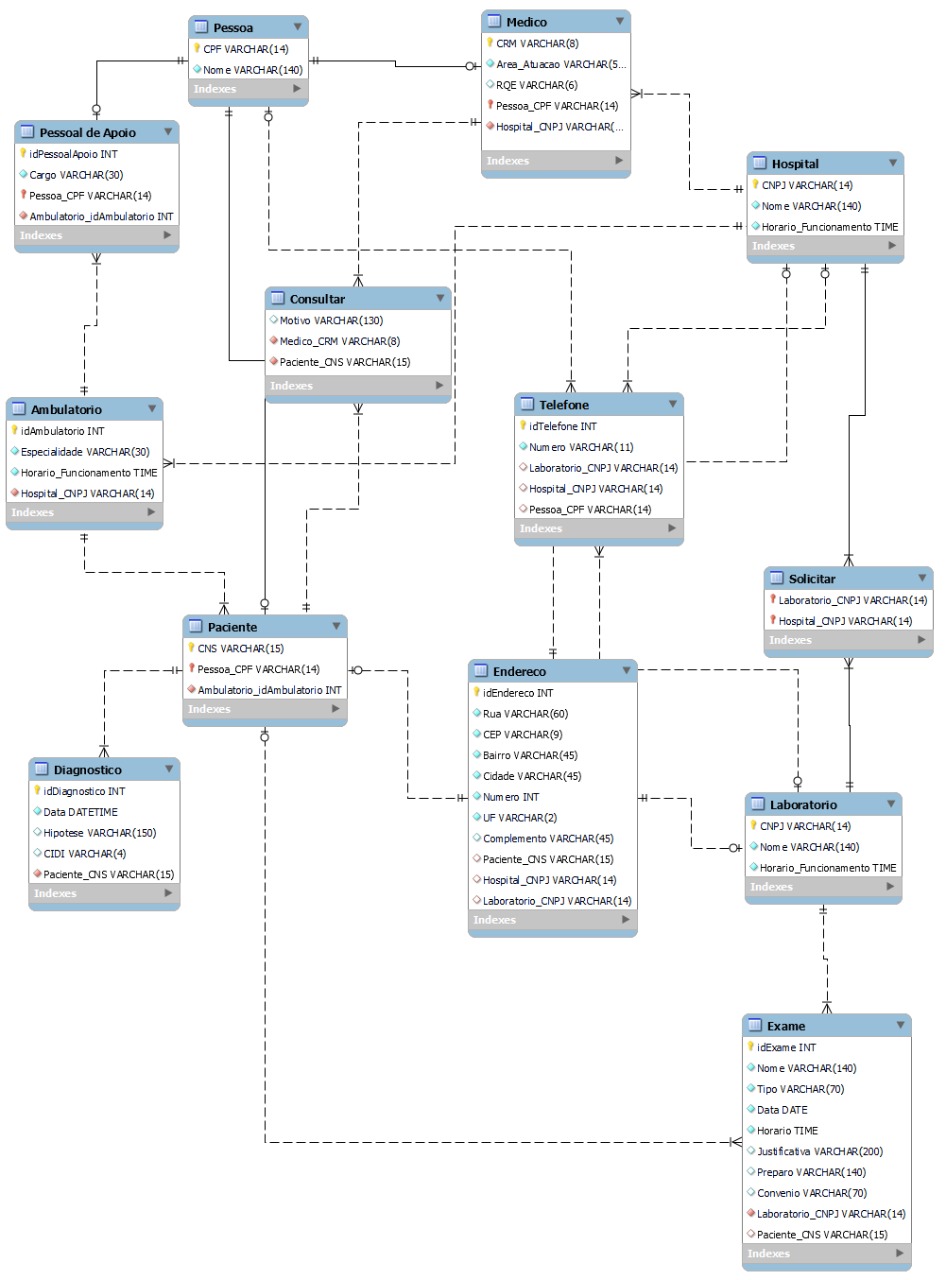 Pessoa
CPF VARCHAR(14)
Nome VARCHAR(140)
Indexes
Medico
CRM VARCHAR(8)
Area_Atuacao VARCHAR(5...
RQE VARCHAR(6)
Pessoa_CPF VARCHAR(14)
Hospital_CNPJ VARCHAR(...
Indexes
Pessoal de Apoio
idPessoalApoio INT
Cargo VARCHAR(30)
Pessoa_CPF VARCHAR(14)
Ambulatorio_idAmbulatorio INT
Indexes
Hospital
CNPJ VARCHAR(14)
Nome VARCHAR(140)
Horario_Funcionamento TIME
Indexes
Consultar
Motivo VARCHAR(130)
Medico_CRM VARCHAR(8)
Paciente_CNS VARCHAR(15)
Indexes
Ambulatorio
idAmbulatorio INT
Especialidade VARCHAR(30)
Horario_Funcionamento TIME
Hospital_CNPJ VARCHAR(14)
Indexes
Telefone
idTelefone INT
Numero VARCHAR(11)
Laboratorio_CNPJ VARCHAR(14)
Hospital_CNPJ VARCHAR(14)
Pessoa_CPF VARCHAR(14)
Indexes
Solicitar
Laboratorio_CNPJ VARCHAR(14)
Hospital_CNPJ VARCHAR(14)
Indexes
Paciente
CNS VARCHAR(15)
Pessoa_CPF VARCHAR(14)
Ambulatorio_idAmbulatorio INT
Indexes
Endereco
idEndereco INT
Rua VARCHAR(60)
CEP VARCHAR(9)
Bairro VARCHAR(45)
Cidade VARCHAR(45)
Numero INT
UF VARCHAR(2)
Complemento VARCHAR(45)
Paciente_CNS VARCHAR(15)
Hospital_CNPJ VARCHAR(14)
Laboratorio_CNPJ VARCHAR(14)
Indexes
Diagnostico
idDiagnostico INT
Data DATETIME
Hipotese VARCHAR(150)
CIDI VARCHAR(4)
Paciente_CNS VARCHAR(15)
Indexes
Laboratorio
CNPJ VARCHAR(14)
Nome VARCHAR(140)
Horario_Funcionamento TIME
Indexes
Exame
idExame INT
Nome VARCHAR(140)
Tipo VARCHAR(70)
Data DATE
Horario TIME
Justificativa VARCHAR(200)
Preparo VARCHAR(140)
Convenio VARCHAR(70)
Laboratorio_CNPJ VARCHAR(14)
Paciente_CNS VARCHAR(15)
Indexes